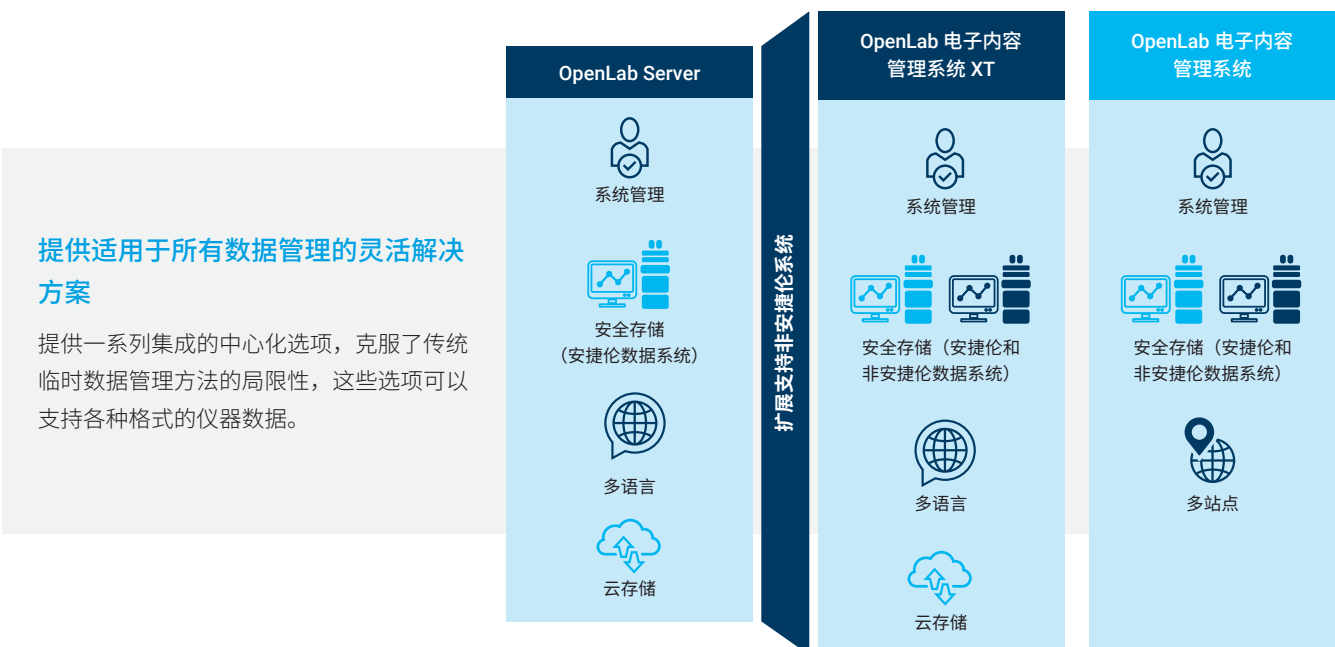 提供适用于所有数据管理的灵活解决
方案
提供一系列集成的中心化选项，克服了传统
临时数据管理方法的局限性，这些选项可以
支持各种格式的仪器数据。
OpenLab Server
系统管理
安全存储
（安捷伦数据系统）
多语言
云存储
扩展支持非安捷伦系统
OpenLab 电子内容
管理系统 XT
系统管理
安全存储（安捷伦和
非安捷伦数据系统）
多语言
云存储
OpenLab 电子内容
管理系统
系统管理
安全存储（安捷伦和
非安捷伦数据系统）
多站点